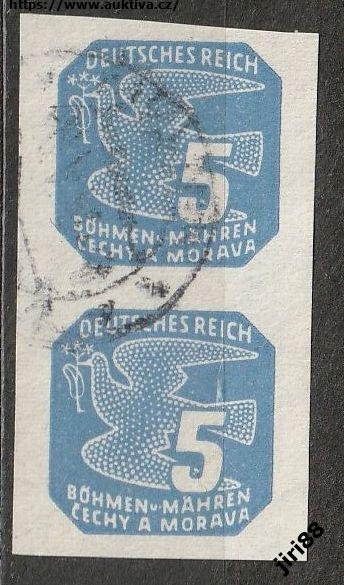 https://www.auktiva.cz/
DEUTSCHES REICH
5
BÖHMEN U. MÄHREN
ČECHY A MORAVA
DEUTSCHES REICH
5
BÖHMEN U. MÄHREN
ČECHY A MORAVA
jiri88